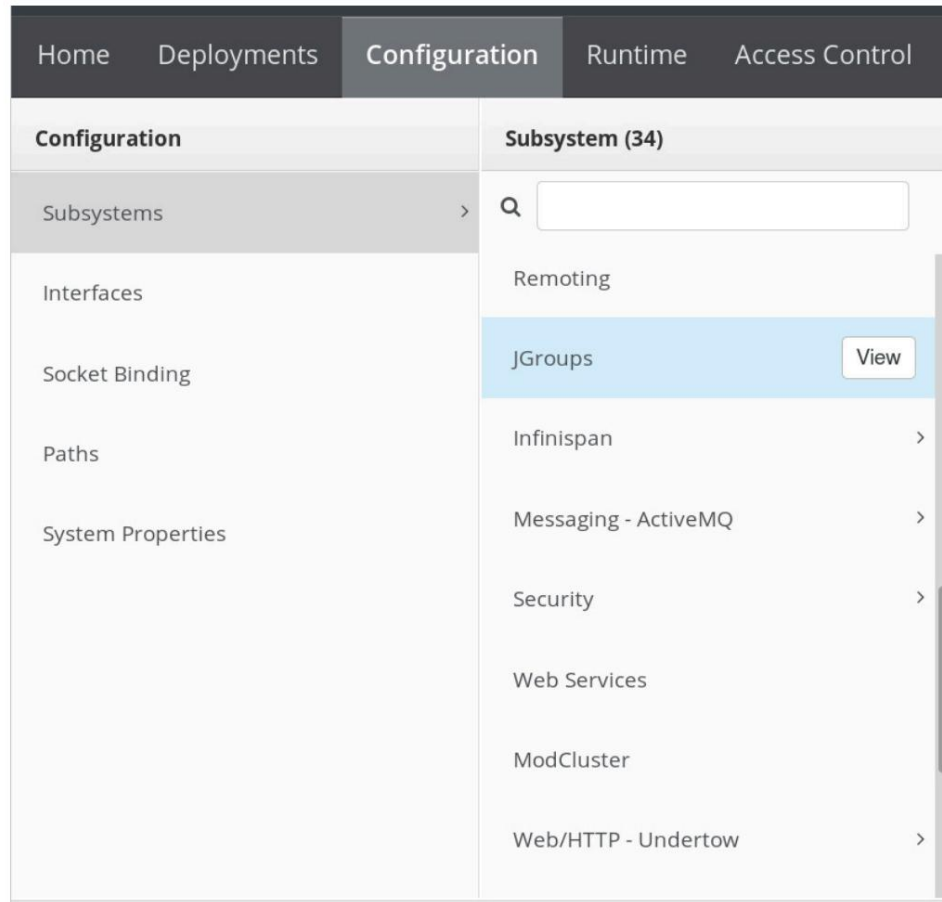 Home Deployments Configuration Runtime Access Control
Configuration
Subsystems
Interfaces
Socket Binding
Paths
System Properties
Subsystem (34)
Remoting
JGroups View
Infinispan
Messaging - ActiveMQ
Security
Web Services
ModCluster
Web/HTTP - Undertow